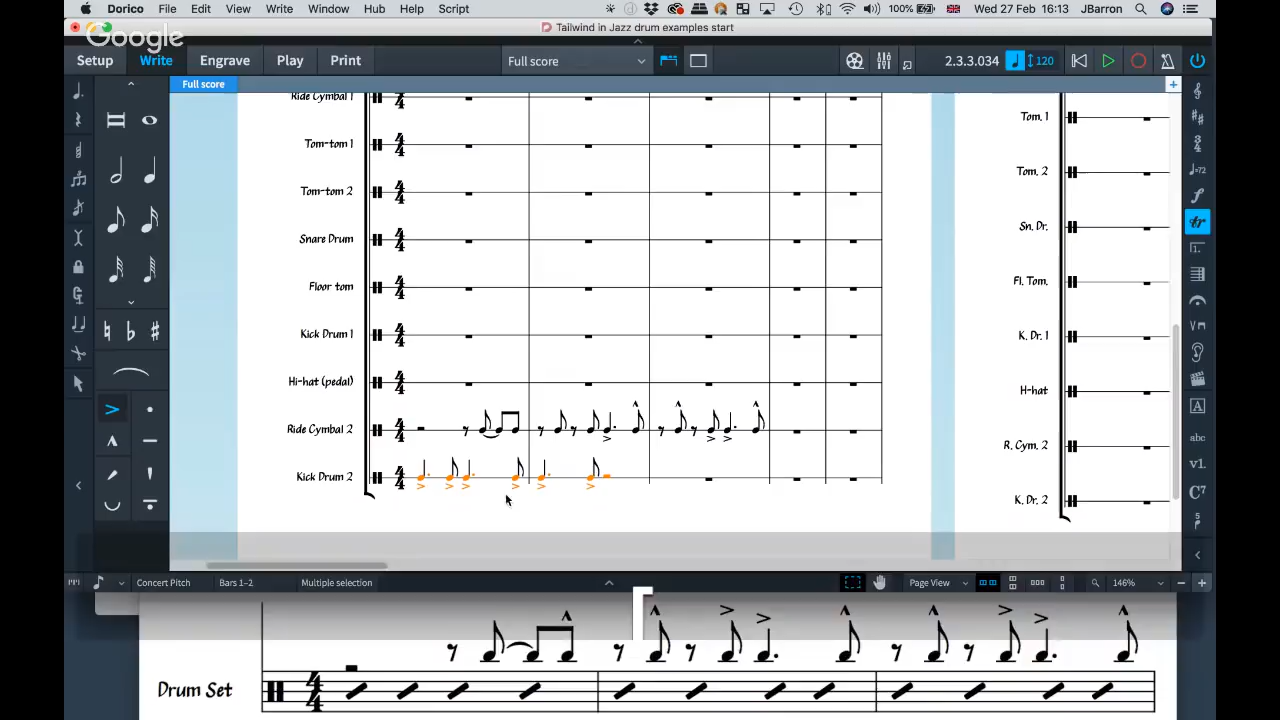 Dorico File Edit View Write Window Hub Help Script 100% Wed 27 Feb 16:13 JBarron
Google
Tailwind in Jazz drum examples start
Setup Write Engrave Play Print Full score 2.3.3.034 120
Full score
Ride Cymbal 1
Tom-tom 1
Tom-tom 2
Snare Drum
Floor tom
Kick Drum 1
Hi-hat (pedal)
Ride Cymbal 2
Kick Drum 2
Tom. 1
Tom. 2
Sn. Dr.
Fl. Tom.
K. Dr. 1
H-hat
R. Cym. 2
K. Dr. 2
abc
v1.
C7
Concert Pitch Bars 1–2 Multiple selection Page View 146%
Drum Set